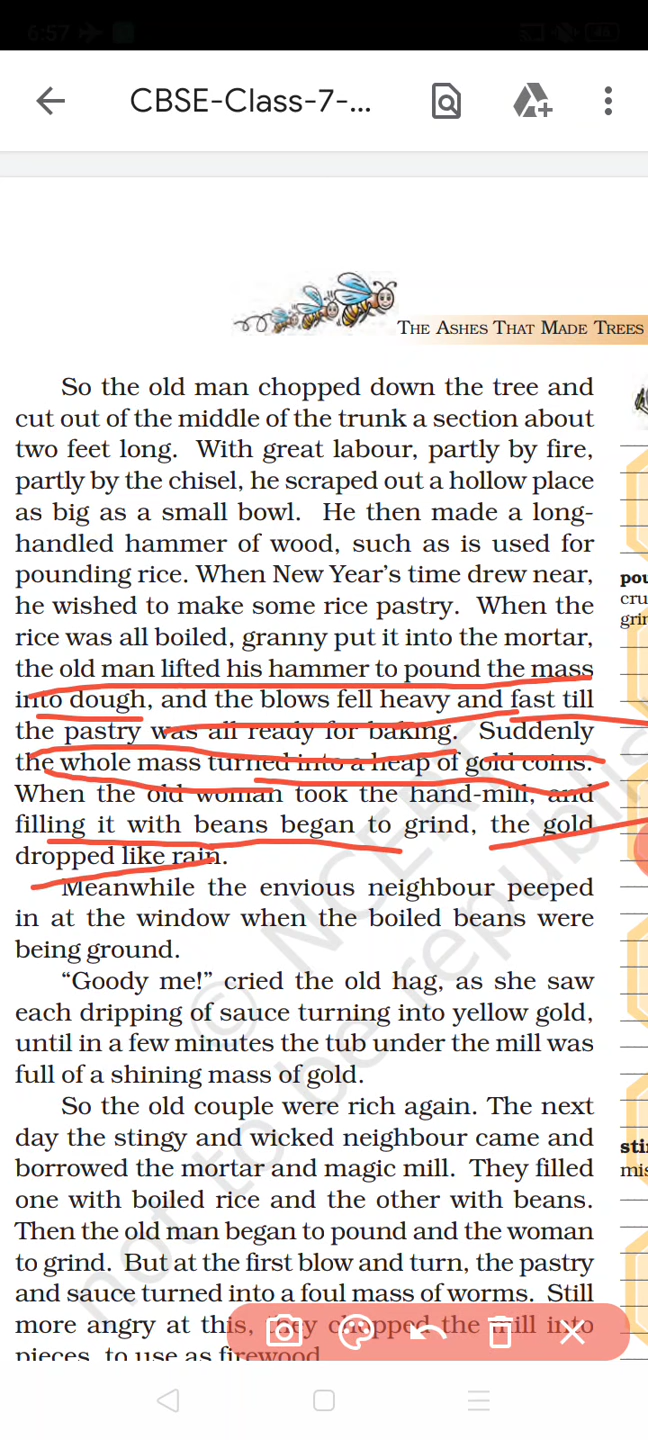 6:57
CBSE-Class-7-...
THE ASHES THAT MADE TREES
So the old man chopped down the tree and
cut out of the middle of the trunk a section about
two feet long. With great labour, partly by fire,
partly by the chisel, he scraped out a hollow place
as big as a small bowl. He then made a long-
handled hammer of wood, such as is used for
pounding rice. When New Year's time drew near,
he wished to make some rice pastry. When the
rice was all boiled, granny put it into the mortar,
the old man lifted his hammer to pound the mass
into dough, and the blows fell heavy and fast till
the pastry was all ready for baking. Suddenly
the whole mass turned into a heap of gold coins.
When the old woman took the hand-mill, and
filling it with beans began to grind, the gold
dropped like rain.
Meanwhile the envious neighbour peeped
in at the window when the boiled beans were
being ground.
“Goody me!” cried the old hag, as she saw
each dripping of sauce turning into yellow gold,
until in a few minutes the tub under the mill was
full of a shining mass of gold.
So the old couple were rich again. The next
day the stingy and wicked neighbour came and
borrowed the mortar and magic mill. They filled
one with boiled rice and the other with beans.
Then the old man began to pound and the woman
to grind. But at the first blow and turn, the pastry
and sauce turned into a foul mass of worms. Still
more angry at this, they chopped the mill into
pieces, to use as firewood.
pou
cru
grin
sti
mis
© NCERT
not to be republish